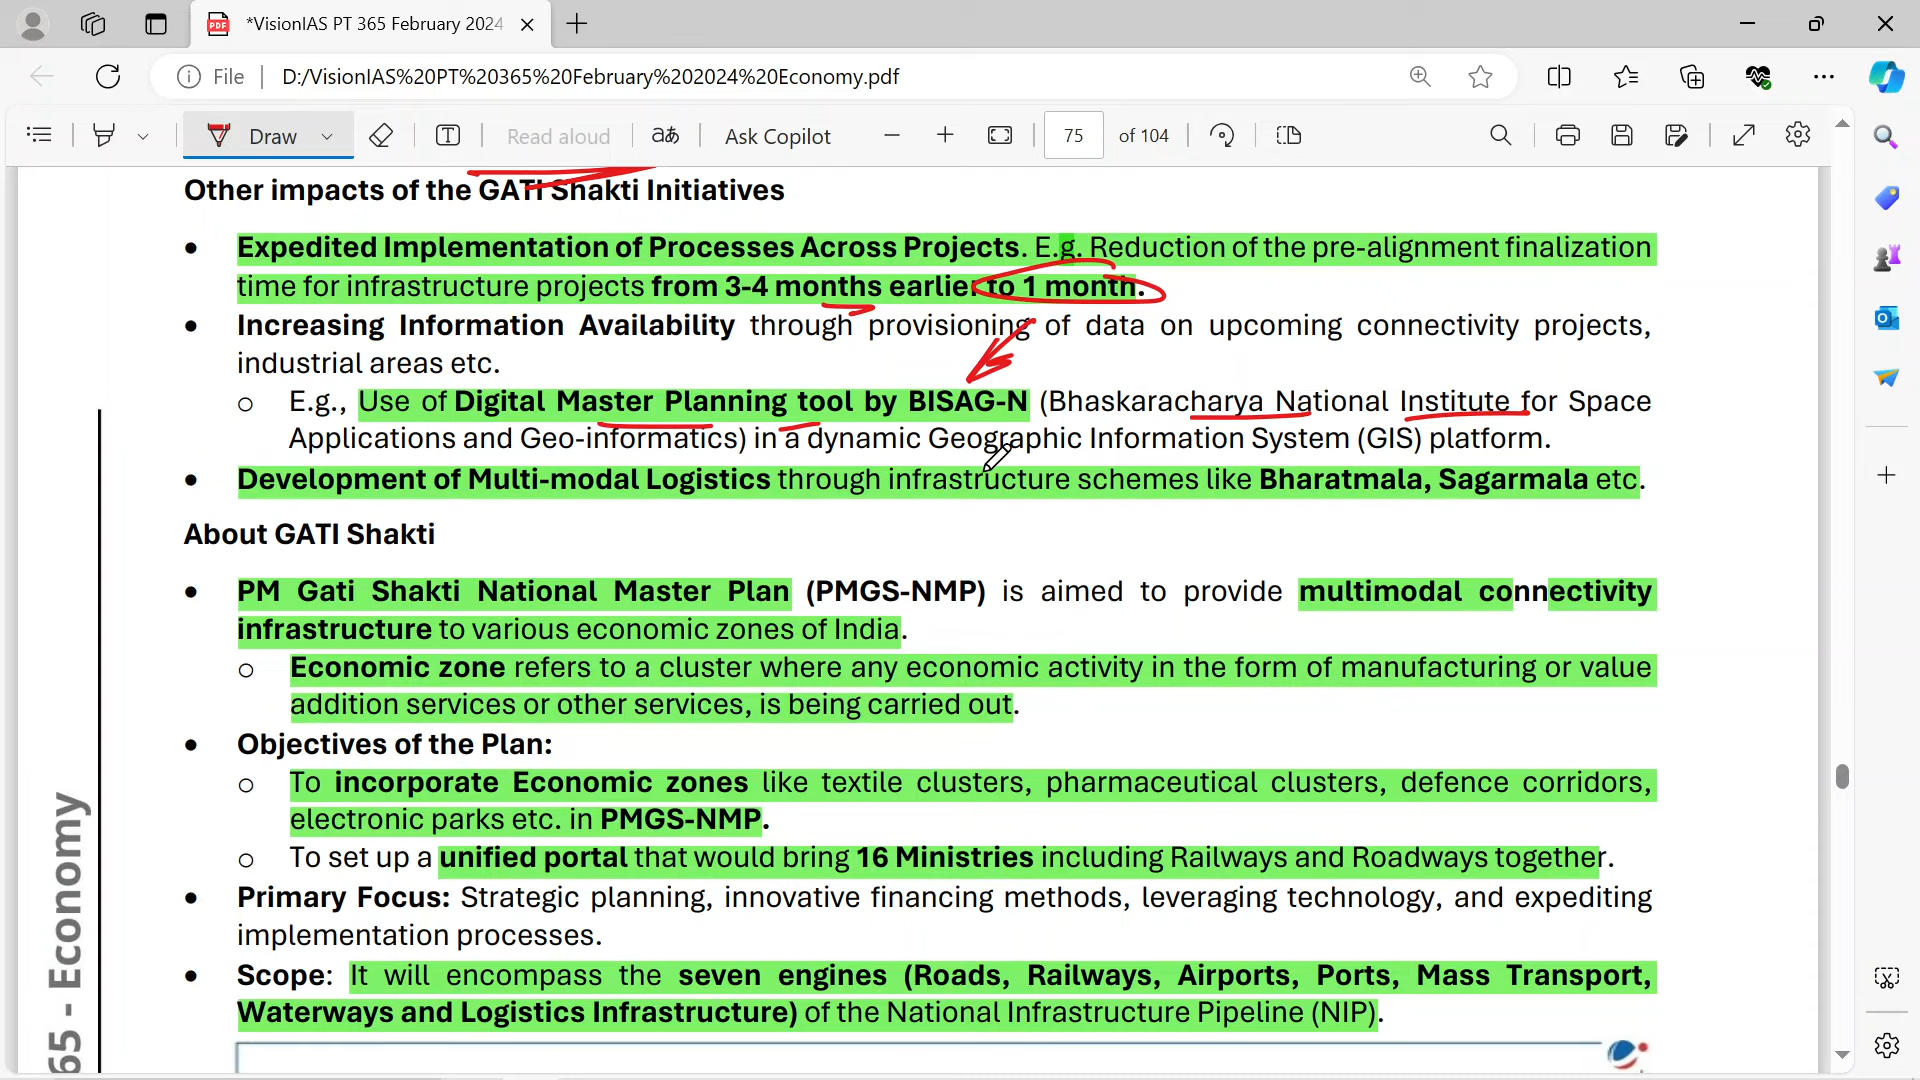 *VisionIAS PT 365 February 2024
File
D:/VisionIAS%20PT%20365%20February%202024%20Economy.pdf
Draw
Read aloud
aあ
Ask Copilot
75
of 104
Other impacts of the GATI Shakti Initiatives
• Expedited Implementation of Processes Across Projects. E.g. Reduction of the pre-alignment finalization
time for infrastructure projects from 3-4 months earlier to 1 month.
• Increasing Information Availability through provisioning of data on upcoming connectivity projects,
industrial areas etc.
o E.g., Use of Digital Master Planning tool by BISAG-N (Bhaskaracharya National Institute for Space
Applications and Geo-informatics) in a dynamic Geographic Information System (GIS) platform.
• Development of Multi-modal Logistics through infrastructure schemes like Bharatmala, Sagarmala etc.
About GATI Shakti
• PM Gati Shakti National Master Plan (PMGS-NMP) is aimed to provide multimodal connectivity
infrastructure to various economic zones of India.
o Economic zone refers to a cluster where any economic activity in the form of manufacturing or value
addition services or other services, is being carried out.
• Objectives of the Plan:
o To incorporate Economic zones like textile clusters, pharmaceutical clusters, defence corridors,
electronic parks etc. in PMGS-NMP.
o To set up a unified portal that would bring 16 Ministries including Railways and Roadways together.
• Primary Focus: Strategic planning, innovative financing methods, leveraging technology, and expediting
implementation processes.
• Scope: It will encompass the seven engines (Roads, Railways, Airports, Ports, Mass Transport,
Waterways and Logistics Infrastructure) of the National Infrastructure Pipeline (NIP).
65 - Economy